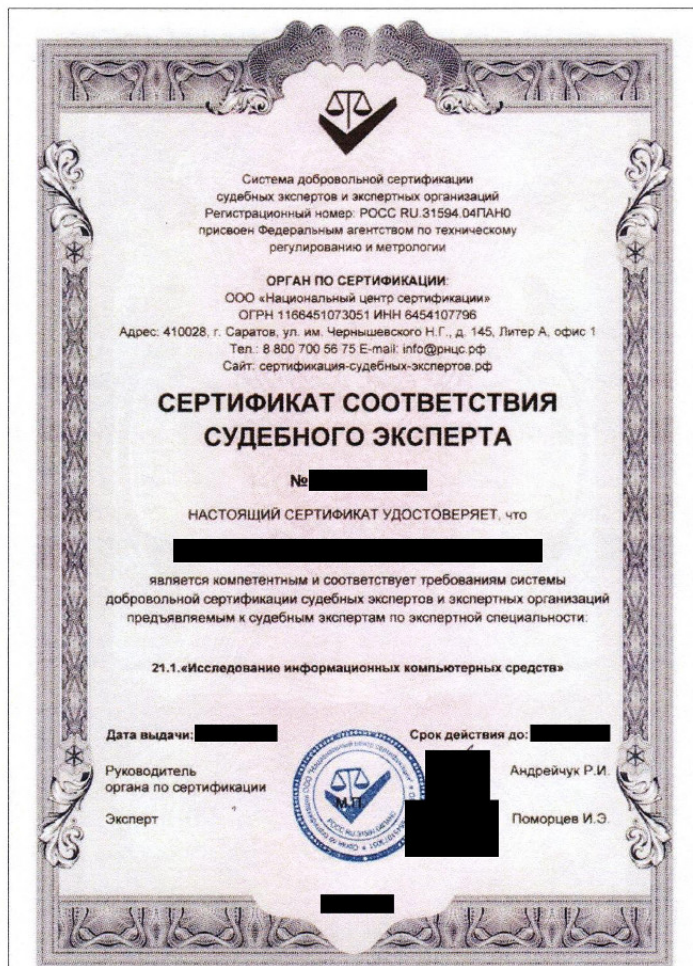 Система добровольной сертификации
судебных экспертов и экспертных организаций
Регистрационный номер: РОСС RU.31594.04ПАН0
присвоен Федеральным агентством по техническому
регулированию и метрологии
ОРГАН ПО СЕРТИФИКАЦИИ:
ООО «Национальный центр сертификации»
ОГРН 1166451073051 ИНН 6454107796
Адрес: 410028, г. Саратов, ул. им. Чернышевского Н.Г., д. 145, Литер А, офис 1
Тел.: 8 800 700 56 75 E-mail: info@рнцс.рф
Сайт: сертификация-судебных-экспертов.рф
СЕРТИФИКАТ СООТВЕТСТВИЯ
СУДЕБНОГО ЭКСПЕРТА
№
НАСТОЯЩИЙ СЕРТИФИКАТ УДОСТОВЕРЯЕТ, что
является компетентным и соответствует требованиям системы
добровольной сертификации судебных экспертов и экспертных организаций
предъявляемым к судебным экспертам по экспертной специальности:
21.1.«Исследование информационных компьютерных средств»
Дата выдачи: Срок действия до:
Руководитель
органа по сертификации
Андрейчук Р.И.
М.П.
Эксперт
Поморцев И.Э.